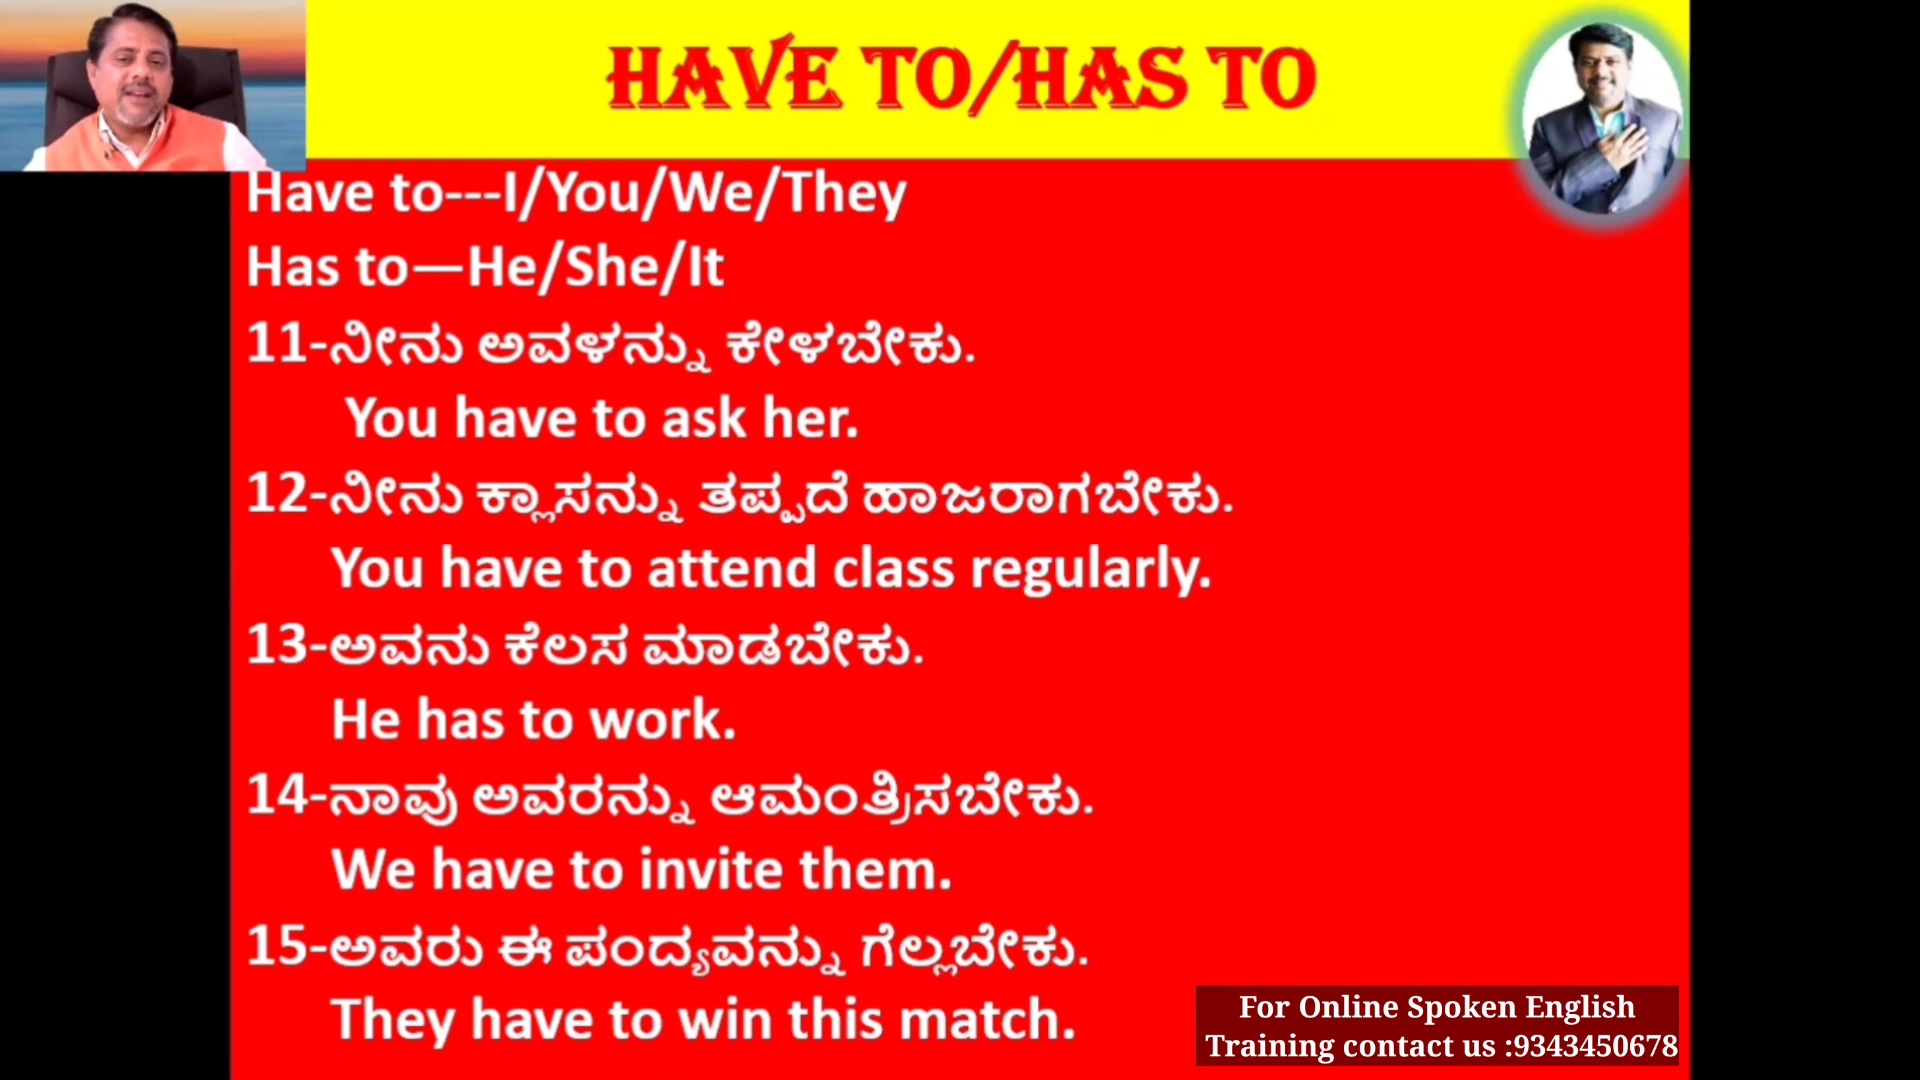 HAVE TO/HAS TO
Have to---I/You/We/They
Has to—He/She/It
11-ನೀನು ಅವಳನ್ನು ಕೇಳಬೇಕು.
You have to ask her.
12-ನೀನು ಕ್ಲಾಸನ್ನು ತಪ್ಪದೆ ಹಾಜರಾಗಬೇಕು.
You have to attend class regularly.
13-ಅವನು ಕೆಲಸ ಮಾಡಬೇಕು.
He has to work.
14-ನಾವು ಅವರನ್ನು ಆಮಂತ್ರಿಸಬೇಕು.
We have to invite them.
15-ಅವರು ಈ ಪಂದ್ಯವನ್ನು ಗೆಲ್ಲಬೇಕು.
They have to win this match.
For Online Spoken English
Training contact us :9343450678